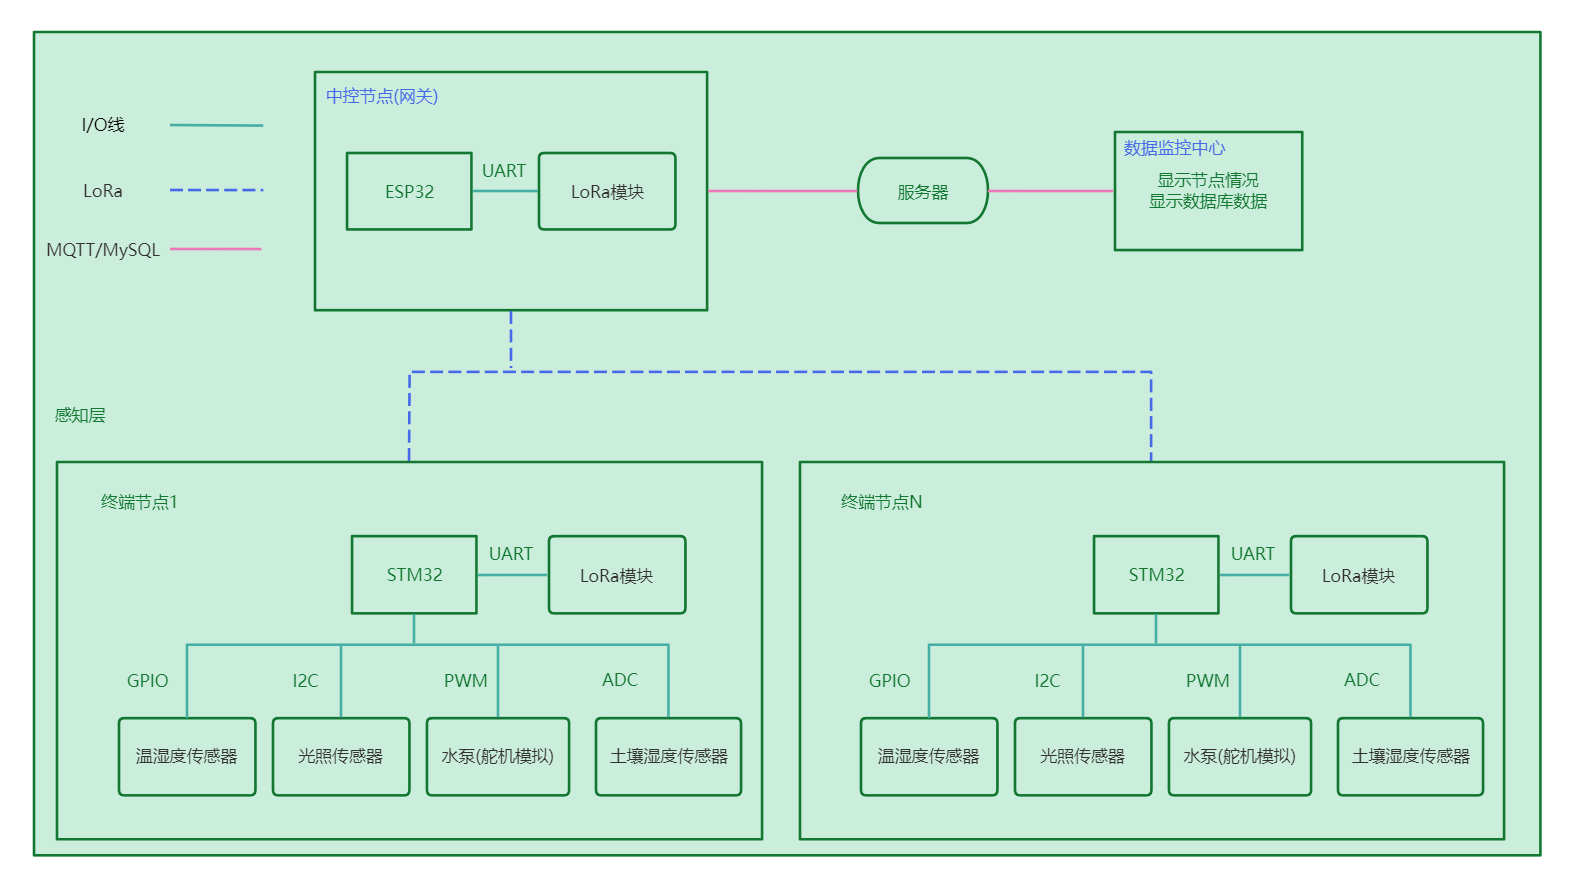 I/O线
LoRa
MQTT/MySQL
中控节点(网关)
ESP32
UART
LoRa模块
服务器
数据监控中心
显示节点情况
显示数据库数据
感知层
终端节点1
STM32
UART
LoRa模块
GPIO
I2C
PWM
ADC
温湿度传感器
光照传感器
水泵(舵机模拟)
土壤湿度传感器
终端节点N
STM32
UART
LoRa模块
GPIO
I2C
PWM
ADC
温湿度传感器
光照传感器
水泵(舵机模拟)
土壤湿度传感器